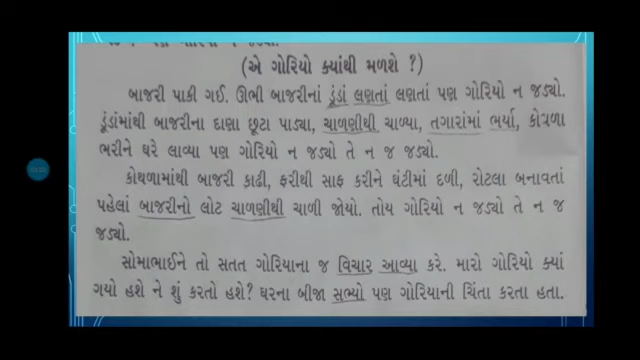 (એ ગોરિયો ક્યાંથી મળશે ?)
બાજરી પાકી ગઈ. ઊભી બાજરીનાં ડૂંડાં લણતાં લણતાં પણ ગોરિયો ન જડ્યો.
ડૂંડાંમાંથી બાજરીના દાણા છૂટા પાડ્યા, ચાળણીથી ચાળ્યા, તગારાંમાં ભર્યા, કોથળા
ભરીને ઘરે લાવ્યા પણ ગોરિયો ન જડ્યો તે ન જ જડ્યો.
કોથળામાંથી બાજરી કાઢી, ફરીથી સાફ કરીને ઘંટીમાં દળી, રોટલા બનાવતાં
પહેલાં બાજરીનો લોટ ચાળણીથી ચાળી જોયો. તોય ગોરિયો ન જડ્યો તે ન જ
જડ્યો.
સોમાભાઈને તો સતત ગોરિયાના જ વિચાર આવ્યા કરે. મારો ગોરિયો ક્યાં
ગયો હશે ને શું કરતો હશે? ઘરના બીજા સભ્યો પણ ગોરિયાની ચિંતા કરતા હતા.